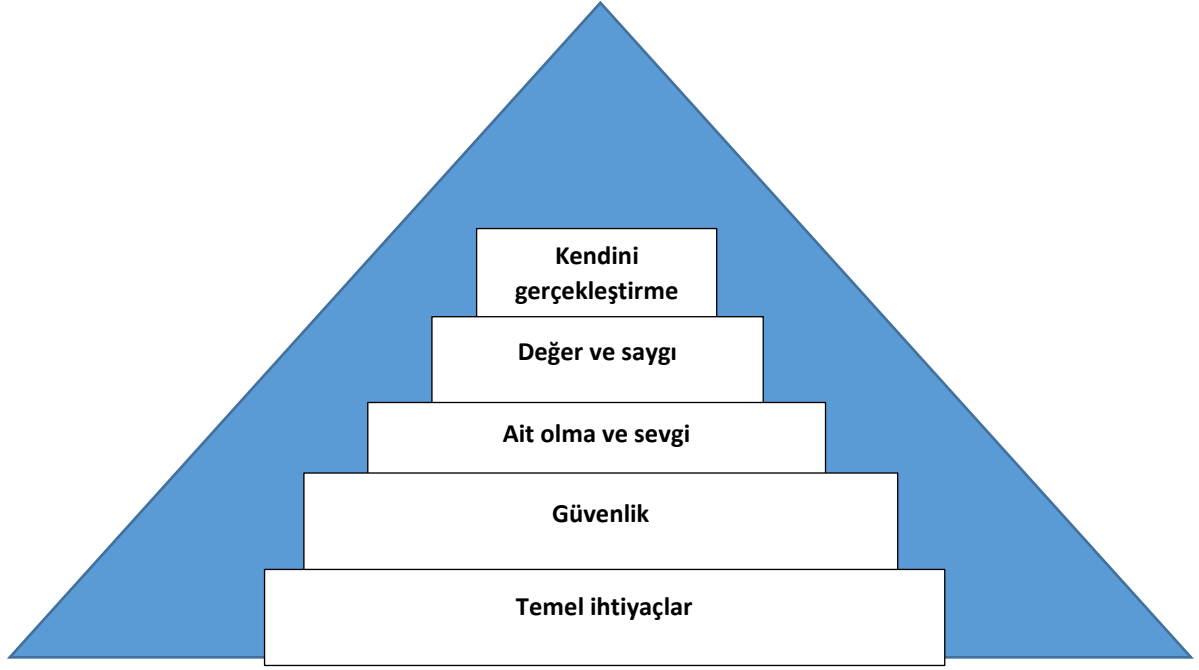 Kendini
gerçekleştirme
Değer ve saygı
Ait olma ve sevgi
Güvenlik
Temel ihtiyaçlar